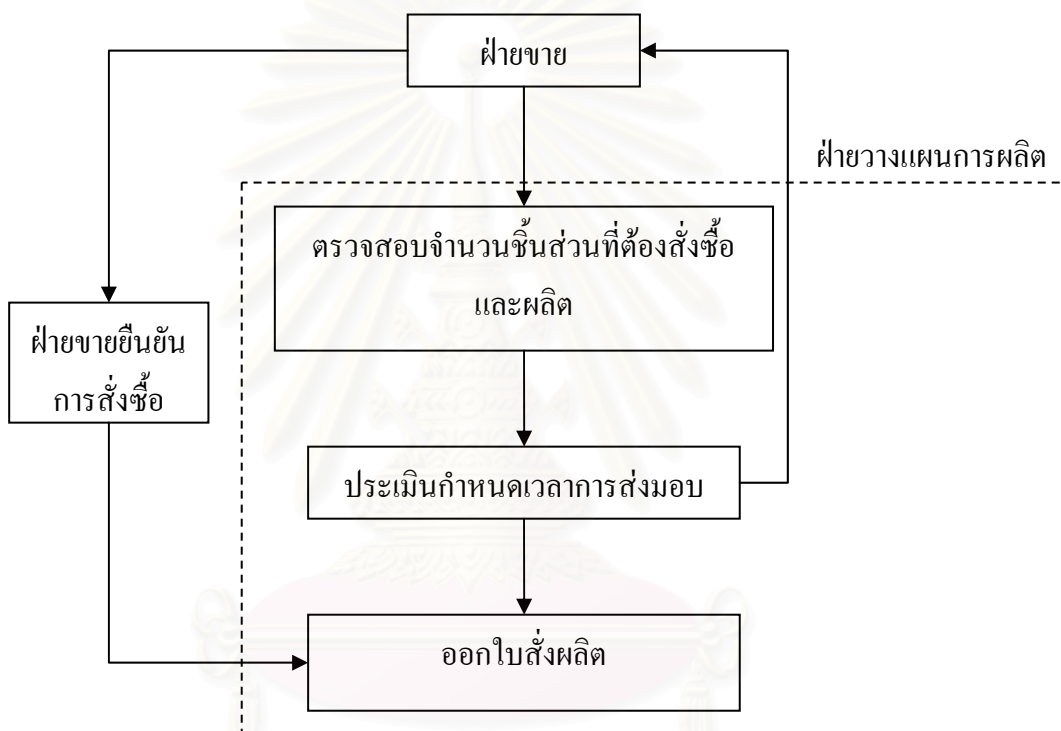 ฝ่ายขาย
ฝ่ายวางแผนการผลิต
ตรวจสอบจำนวนชิ้นส่วนที่ต้องสั่งซื้อ
และผลิต
ฝ่ายขายยืนยัน
การสั่งซื้อ
ประเมินกำหนดเวลาการส่งมอบ
ออกใบสั่งผลิต